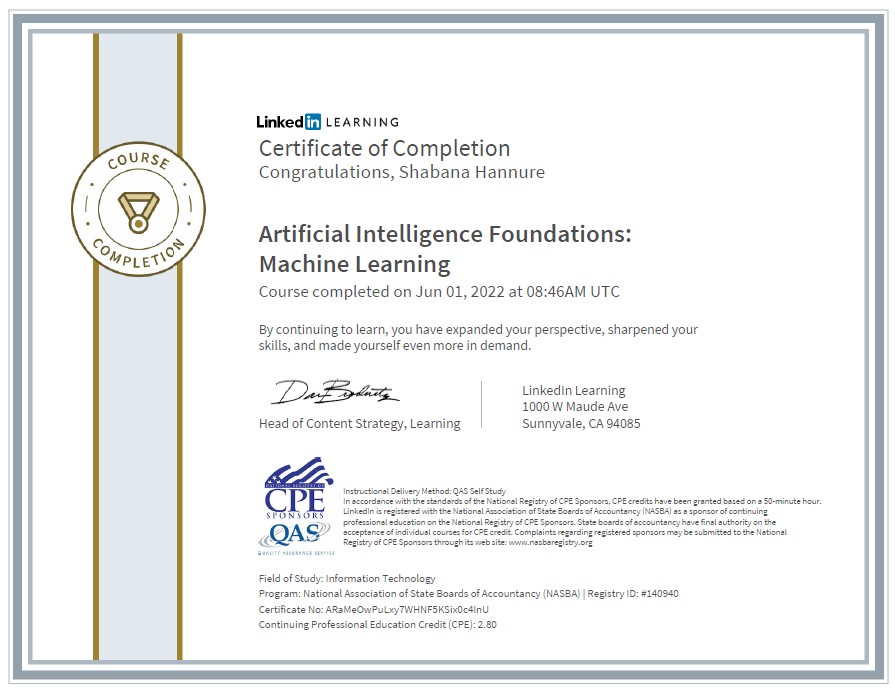 COURSE
COMPLETION
Linked in LEARNING
Certificate of Completion
Congratulations, Shabana Hannure
Artificial Intelligence Foundations:
Machine Learning
Course completed on Jun 01, 2022 at 08:46AM UTC
By continuing to learn, you have expanded your perspective, sharpened your
skills, and made yourself even more in demand.
Head of Content Strategy, Learning
LinkedIn Learning
1000 W Maude Ave
Sunnyvale, CA 94085
NATIONAL REGISTRY OF
CPE
SPONSORS
QAS
QUALITY ASSURANCE SERVICE
Instructional Delivery Method: QAS Self Study
In accordance with the standards of the National Registry of CPE Sponsors, CPE credits have been granted based on a 50-minute hour.
LinkedIn is registered with the National Association of State Boards of Accountancy (NASBA) as a sponsor of continuing
professional education on the National Registry of CPE Sponsors. State boards of accountancy have final authority on the
acceptance of individual courses for CPE credit. Complaints regarding registered sponsors may be submitted to the National
Registry of CPE Sponsors through its web site: www.nasbaregistry.org
Field of Study: Information Technology
Program: National Association of State Boards of Accountancy (NASBA) | Registry ID: #140940
Certificate No: ARaMeOwPuLxy7WHNF5KSix0c4InU
Continuing Professional Education Credit (CPE): 2.80